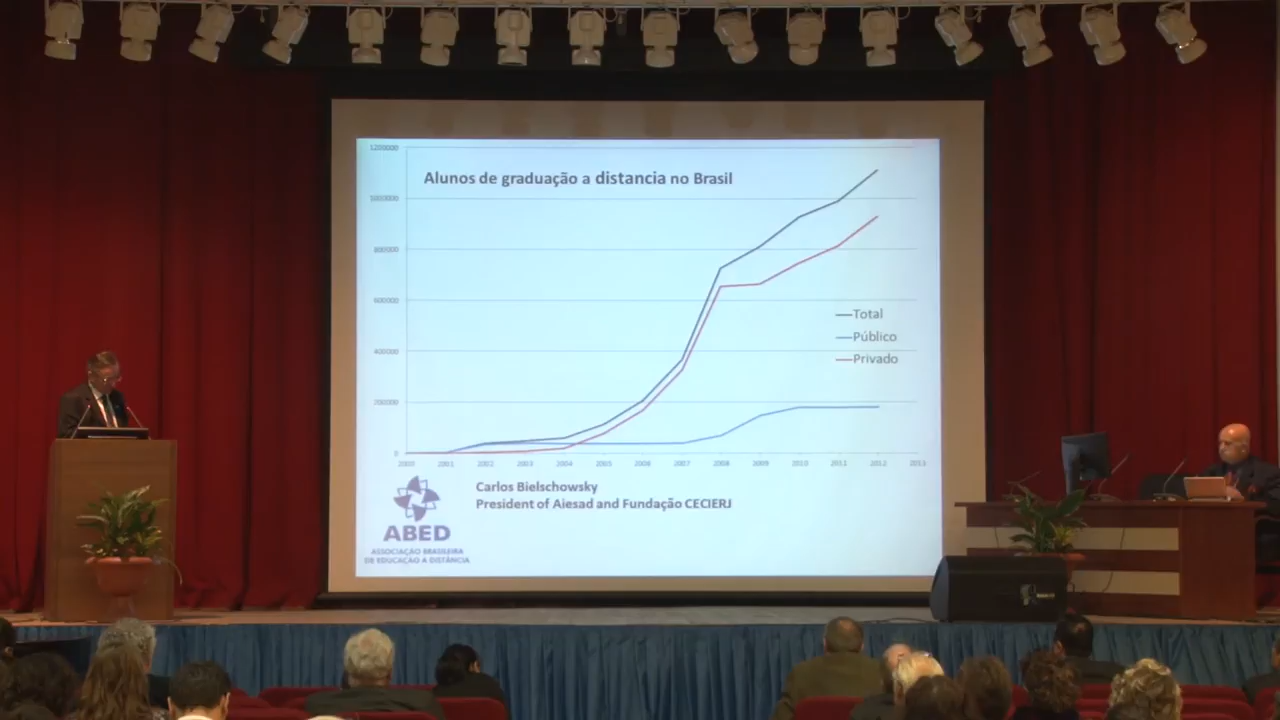 1200000
Alunos de graduação a distancia no Brasil
1000000
800000
600000
Total
Público
400000
Privado
200000
0
2000 2001 2002 2003 2004 2005 2006 2007 2008 2009 2010 2011 2012 2013
Carlos Bielschowsky
President of Aiesad and Fundação CECIERJ
ABED
ASSOCIAÇÃO BRASILEIRA
DE EDUCAÇÃO A DISTÂNCIA